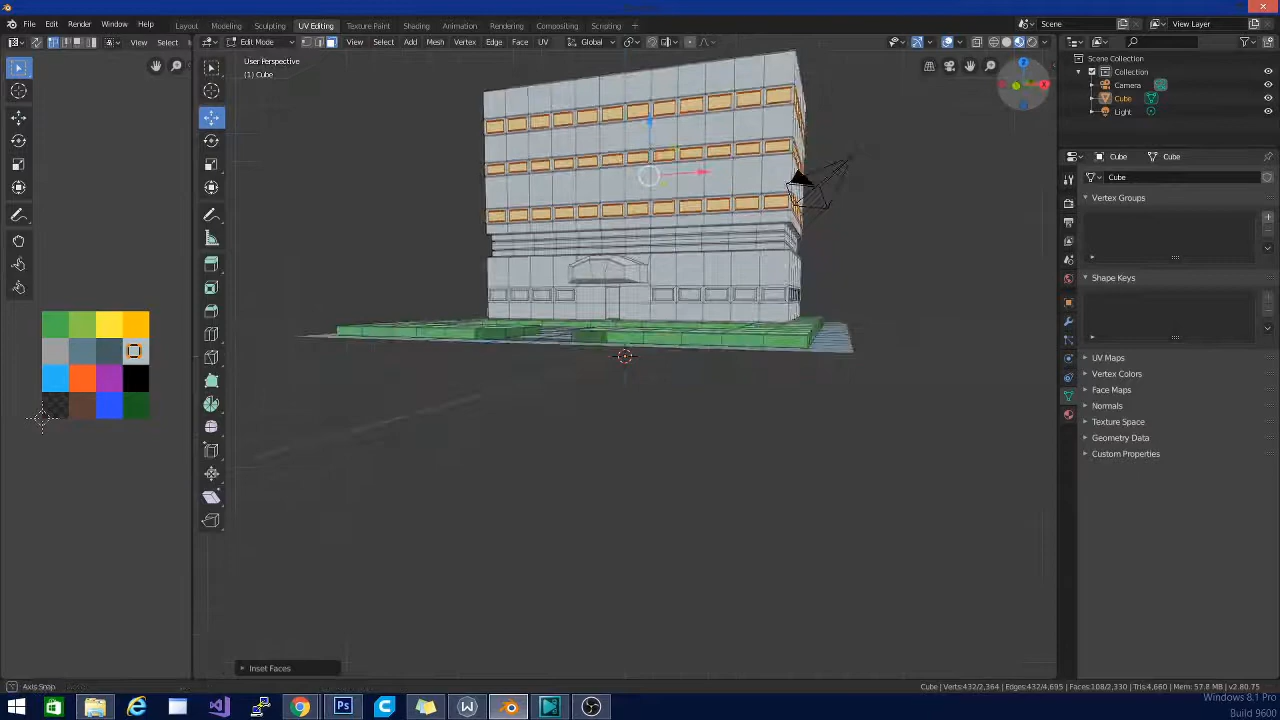 File Edit Render Window Help Layout Modeling Sculpting UV Editing Texture Paint Shading Animation Rendering Compositing Scripting + Scene View Layer
View Select Edit Mode View Select Add Mesh Vertex Edge Face UV Global
User Perspective
(1) Cube
Scene Collection
Collection
Camera
Cube
Light
Cube Cube
Cube
Vertex Groups
Shape Keys
UV Maps
Vertex Colors
Face Maps
Normals
Texture Space
Geometry Data
Custom Properties
Z
X
Inset Faces
Axis Snap
Cube | Verts:432/2,364 | Edges:432/4,695 | Faces:108/2,330 | Tris:4,660 | Mem: 57.8 MB | v2.80.75
Windows 8.1 Pro
Build 9600